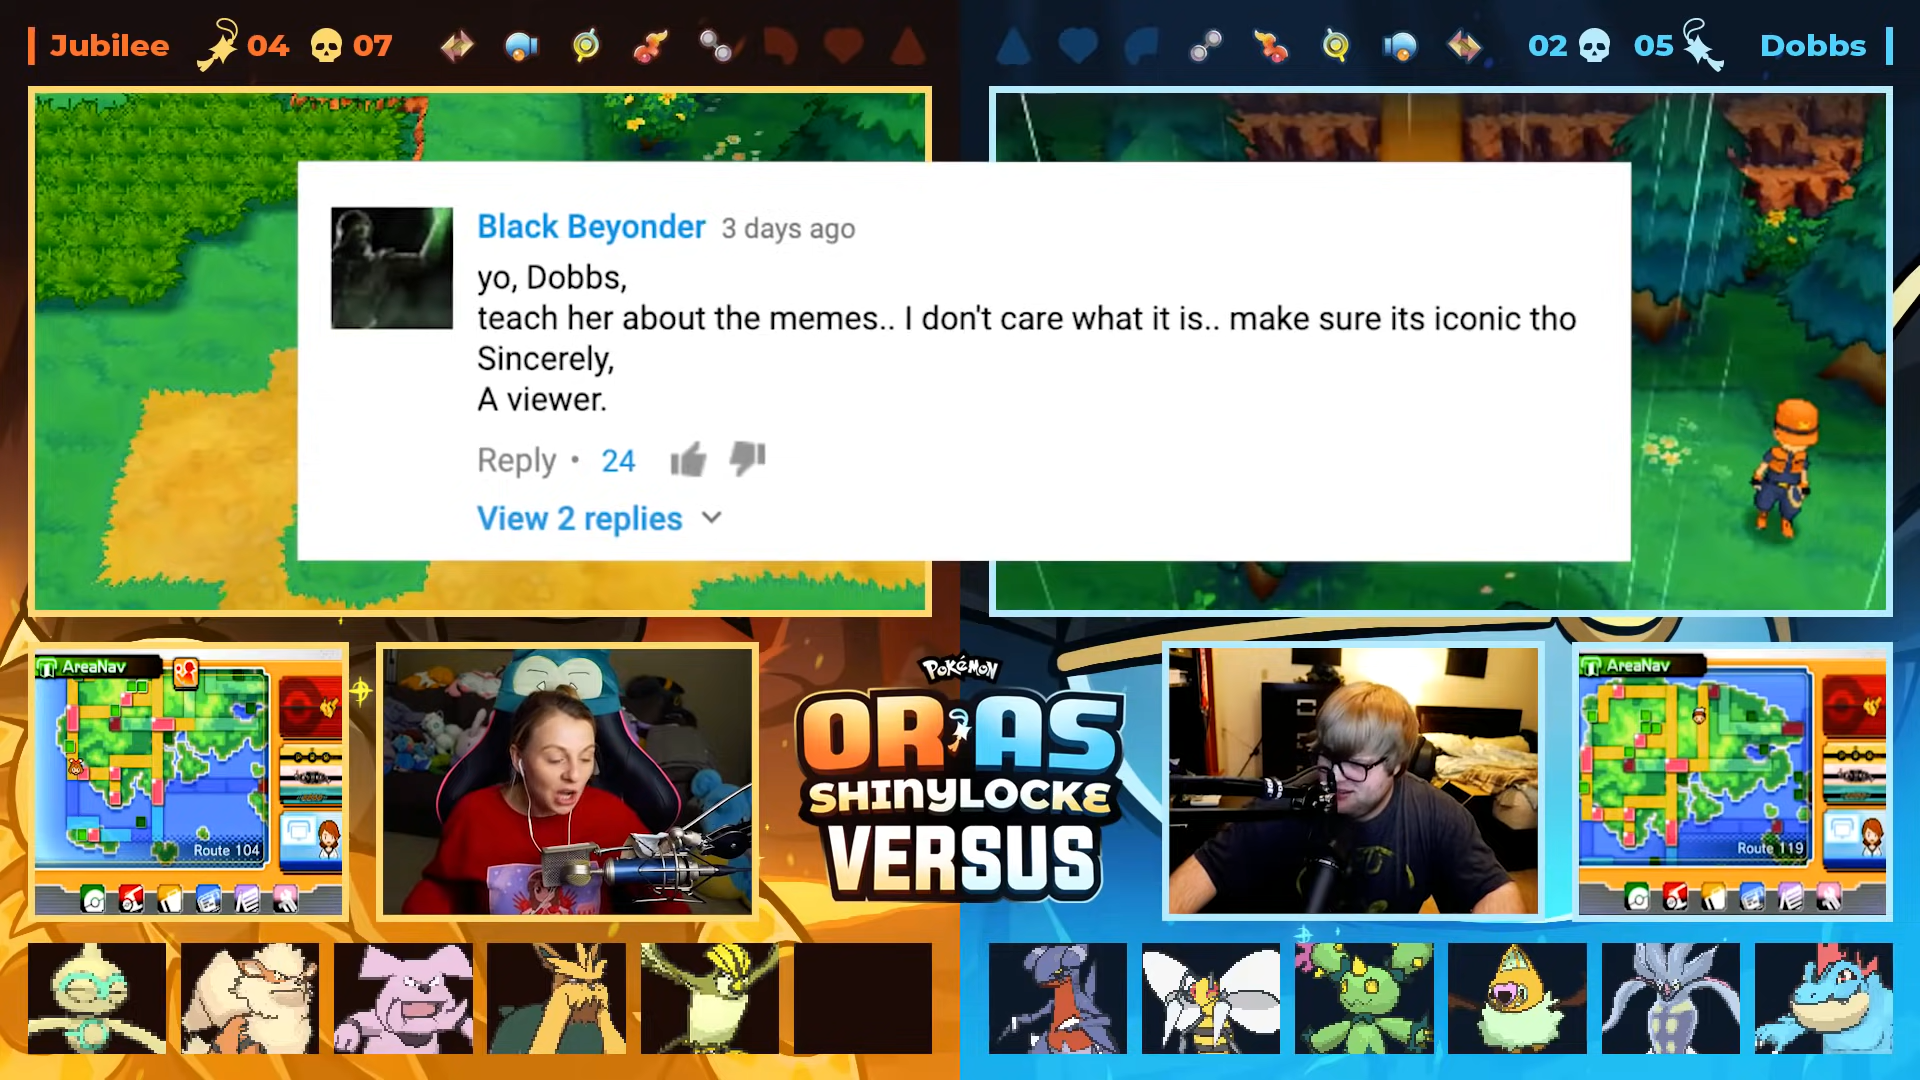 Jubilee 04 07
02 05 Dobbs
Black Beyonder 3 days ago
yo, Dobbs,
teach her about the memes.. I don't care what it is.. make sure its iconic tho
Sincerely,
A viewer.
Reply • 24
View 2 replies
AreaNav
Route 104
POKéMON
OR AS
SHINYLOCKE
VERSUS
AreaNav
Route 119